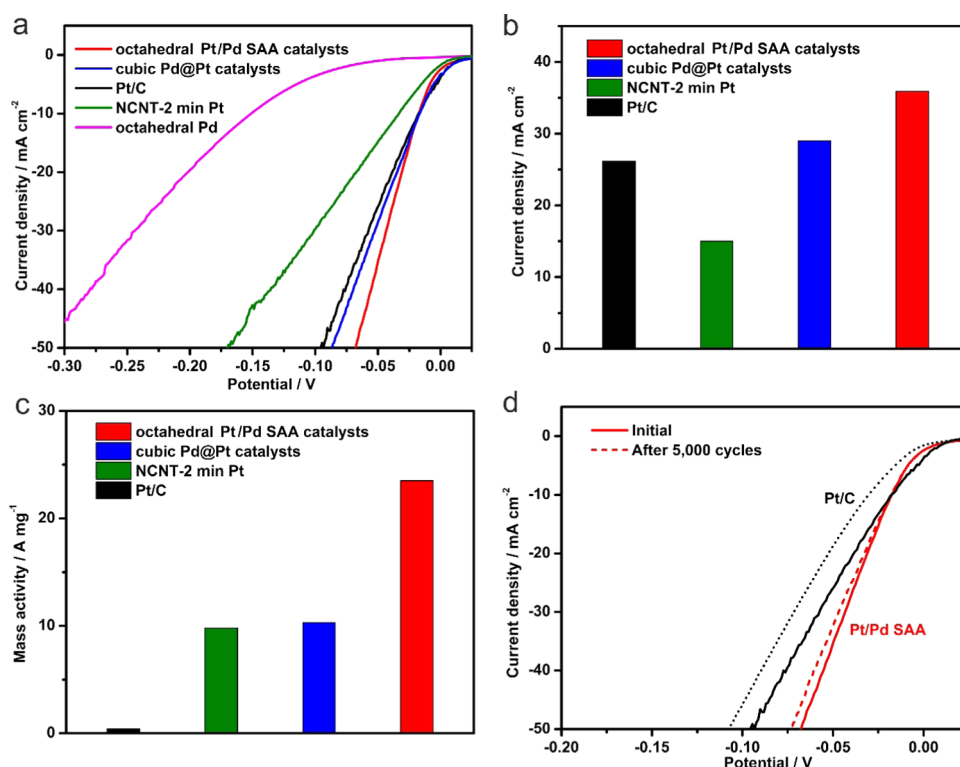 a
octahedral Pt/Pd SAA catalysts
cubic Pd@Pt catalysts
Pt/C
NCNT-2 min Pt
octahedral Pd
Current density / mA cm⁻²
0
-10
-20
-30
-40
-50
-0.30 -0.25 -0.20 -0.15 -0.10 -0.05 0.00
Potential / V
b
octahedral Pt/Pd SAA catalysts
cubic Pd@Pt catalysts
NCNT-2 min Pt
Pt/C
Current density / mA cm⁻²
40
30
20
10
0
c
octahedral Pt/Pd SAA catalysts
cubic Pd@Pt catalysts
NCNT-2 min Pt
Pt/C
Mass activity / A mg⁻¹
30
20
10
0
d
Initial
After 5,000 cycles
Pt/C
Pt/Pd SAA
Current density / mA cm⁻²
0
-10
-20
-30
-40
-50
-0.20 -0.15 -0.10 -0.05 0.00
Potential / V